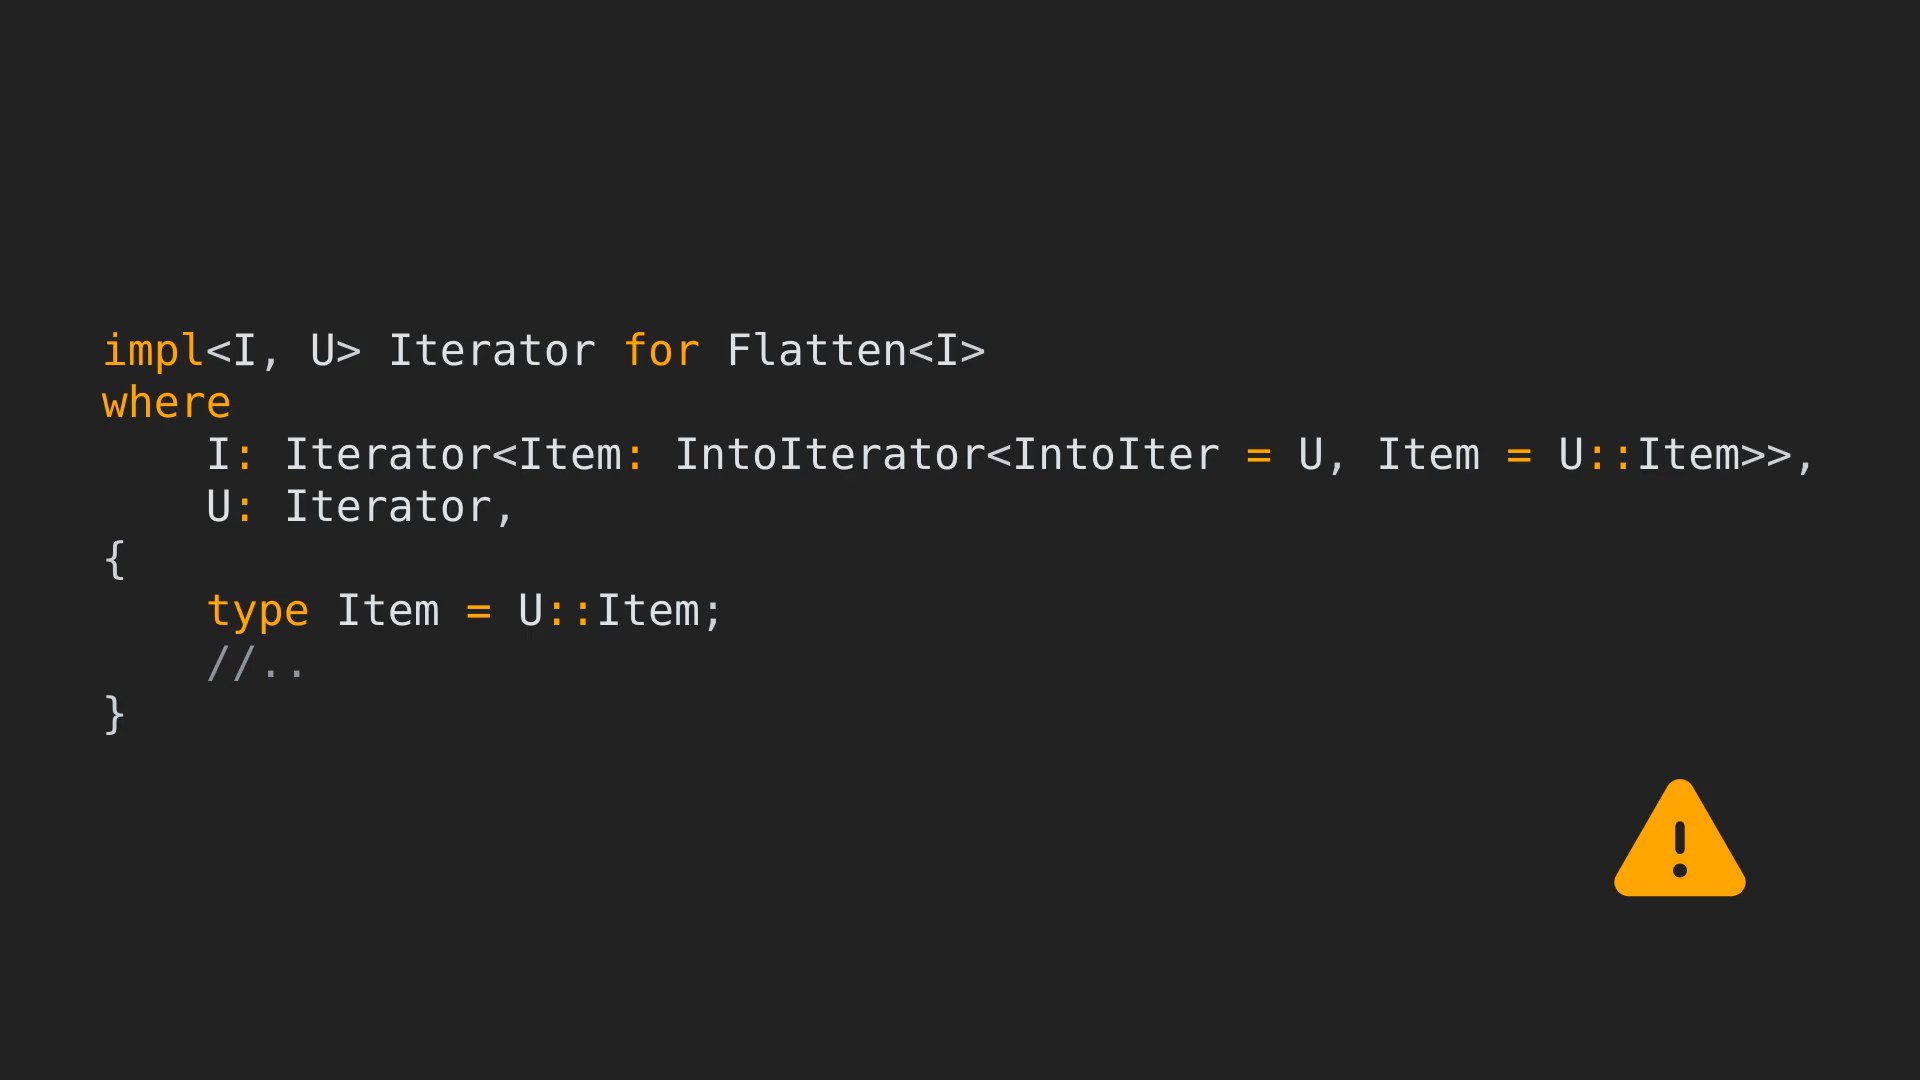 impl<I, U> Iterator for Flatten<I>
where
    I: Iterator<Item: IntoIterator<IntoIter = U, Item = U::Item>>,
    U: Iterator,
{
    type Item = U::Item;
    //..
}